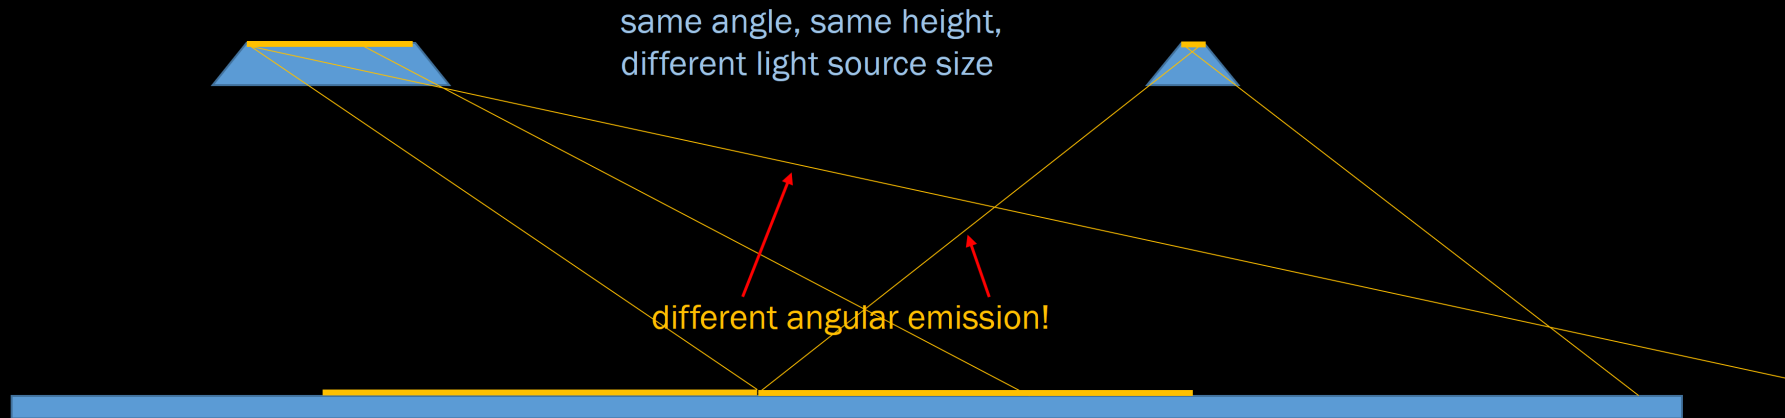 same angle, same height,
different light source size
different angular emission!